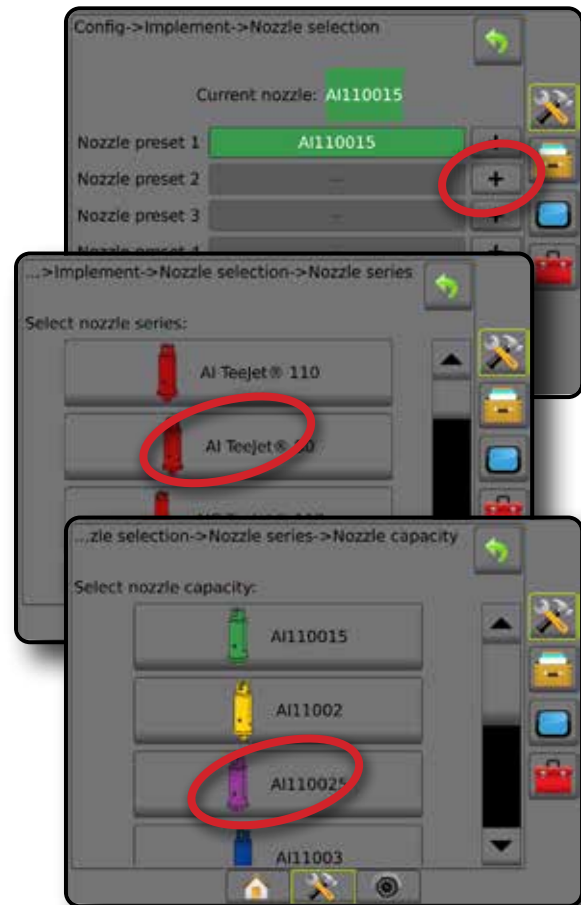 Config->Implement->Nozzle selection
Current nozzle: AI110015
Nozzle preset 1 AI110015 +
Nozzle preset 2 -- +
Nozzle preset 3 -- +
...>Implement->Nozzle selection->Nozzle series
Select nozzle series:
AI TeeJet® 110
AI TeeJet®
...zle selection->Nozzle series->Nozzle capacity
Select nozzle capacity:
AI110015
AI11002
AI110025
AI11003